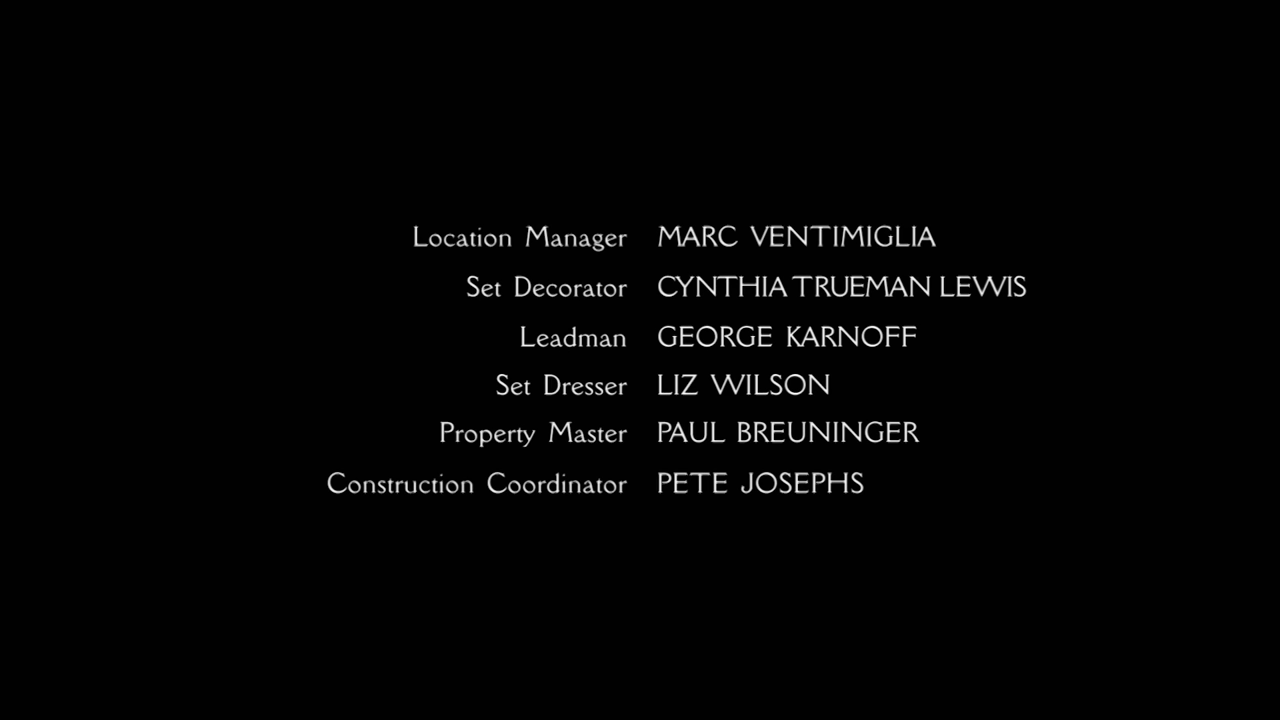 Location Manager MARC VENTIMIGLIA
Set Decorator CYNTHIA TRUEMAN LEWIS
Leadman GEORGE KARNOFF
Set Dresser LIZ WILSON
Property Master PAUL BREUNINGER
Construction Coordinator PETE JOSEPHS